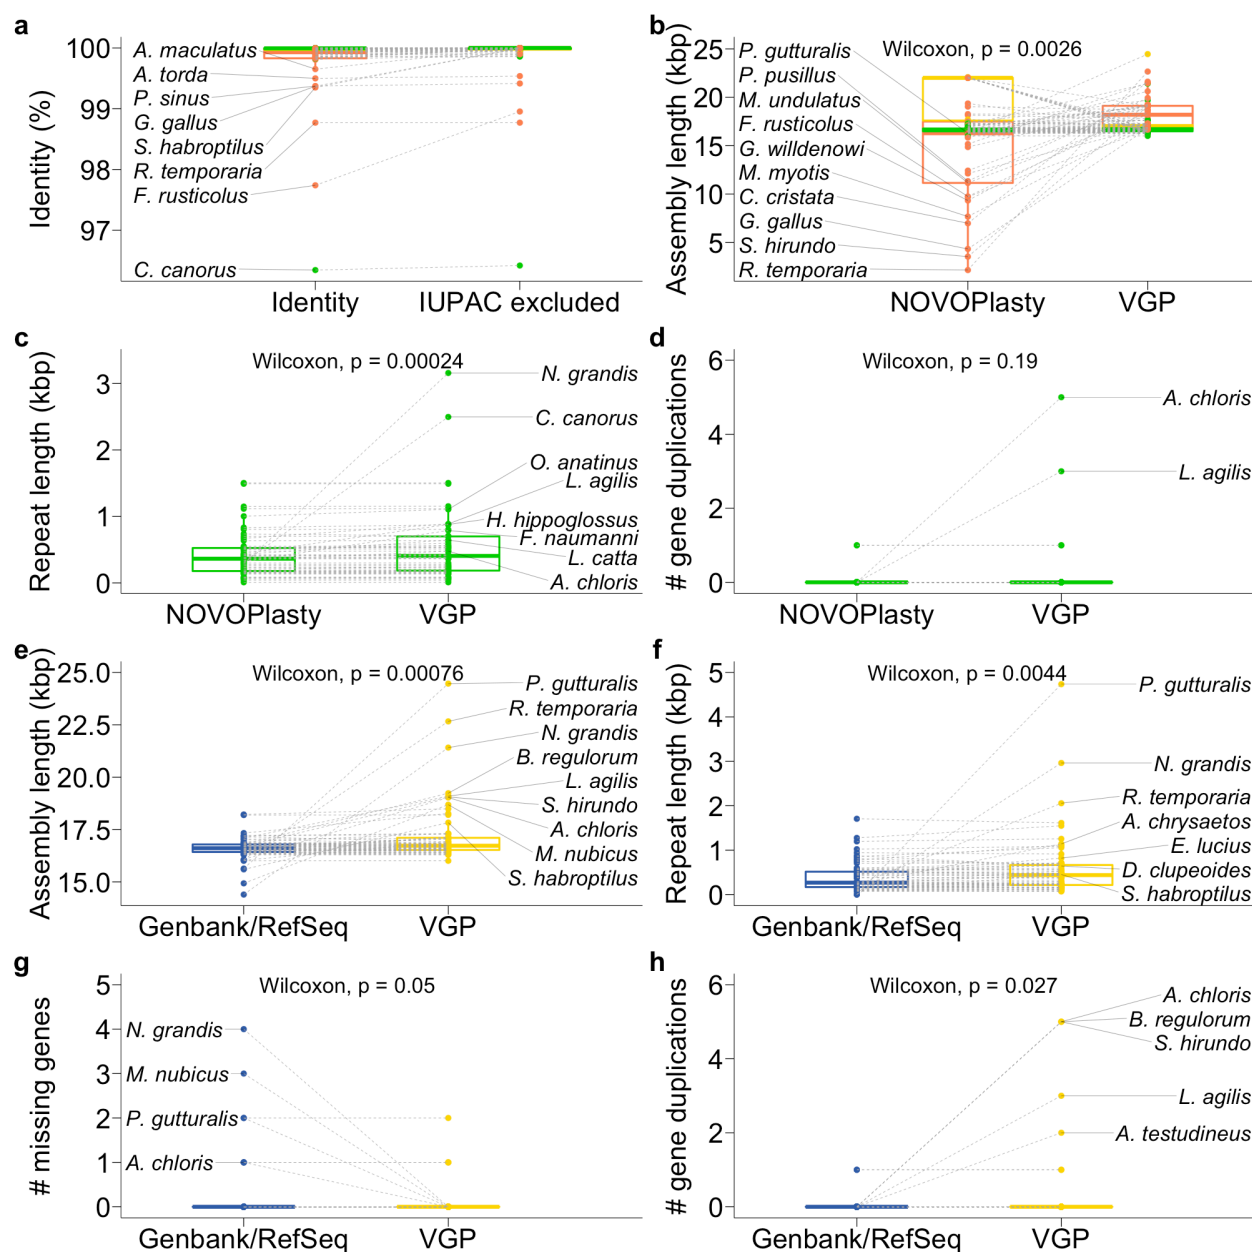 a
Identity (%)
100
99
98
97
A. maculatus
A. torda
P. sinus
G. gallus
S. habroptilus
R. temporaria
F. rusticolus
C. canorus
Identity
IUPAC excluded
b
Assembly length (kbp)
Wilcoxon, p = 0.0026
25
20
15
10
5
P. gutturalis
P. pusillus
M. undulatus
F. rusticolus
G. willdenowi
M. myotis
C. cristata
G. gallus
S. hirundo
R. temporaria
NOVOPlasty
VGP
c
Repeat length (kbp)
Wilcoxon, p = 0.00024
3
2
1
0
N. grandis
C. canorus
O. anatinus
L. agilis
H. hippoglossus
F. naumanni
L. catta
A. chloris
NOVOPlasty
VGP
d
# gene duplications
Wilcoxon, p = 0.19
6
4
2
0
A. chloris
L. agilis
NOVOPlasty
VGP
e
Assembly length (kbp)
Wilcoxon, p = 0.00076
25.0
22.5
20.0
17.5
15.0
P. gutturalis
R. temporaria
N. grandis
B. regulorum
L. agilis
S. hirundo
A. chloris
M. nubicus
S. habroptilus
Genbank/RefSeq
VGP
f
Repeat length (kbp)
Wilcoxon, p = 0.0044
5
4
3
2
1
0
P. gutturalis
N. grandis
R. temporaria
A. chrysaetos
E. lucius
D. clupeoides
S. habroptilus
Genbank/RefSeq
VGP
g
# missing genes
Wilcoxon, p = 0.05
5
4
3
2
1
0
N. grandis
M. nubicus
P. gutturalis
A. chloris
Genbank/RefSeq
VGP
h
# gene duplications
Wilcoxon, p = 0.027
6
4
2
0
A. chloris
B. regulorum
S. hirundo
L. agilis
A. testudineus
Genbank/RefSeq
VGP